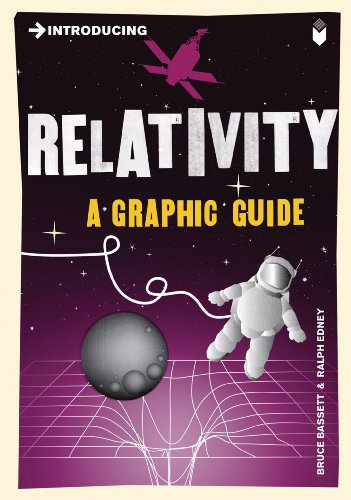 INTRODUCING
RELATIVITY
A GRAPHIC GUIDE
BRUCE BASSETT & RALPH EDNEY